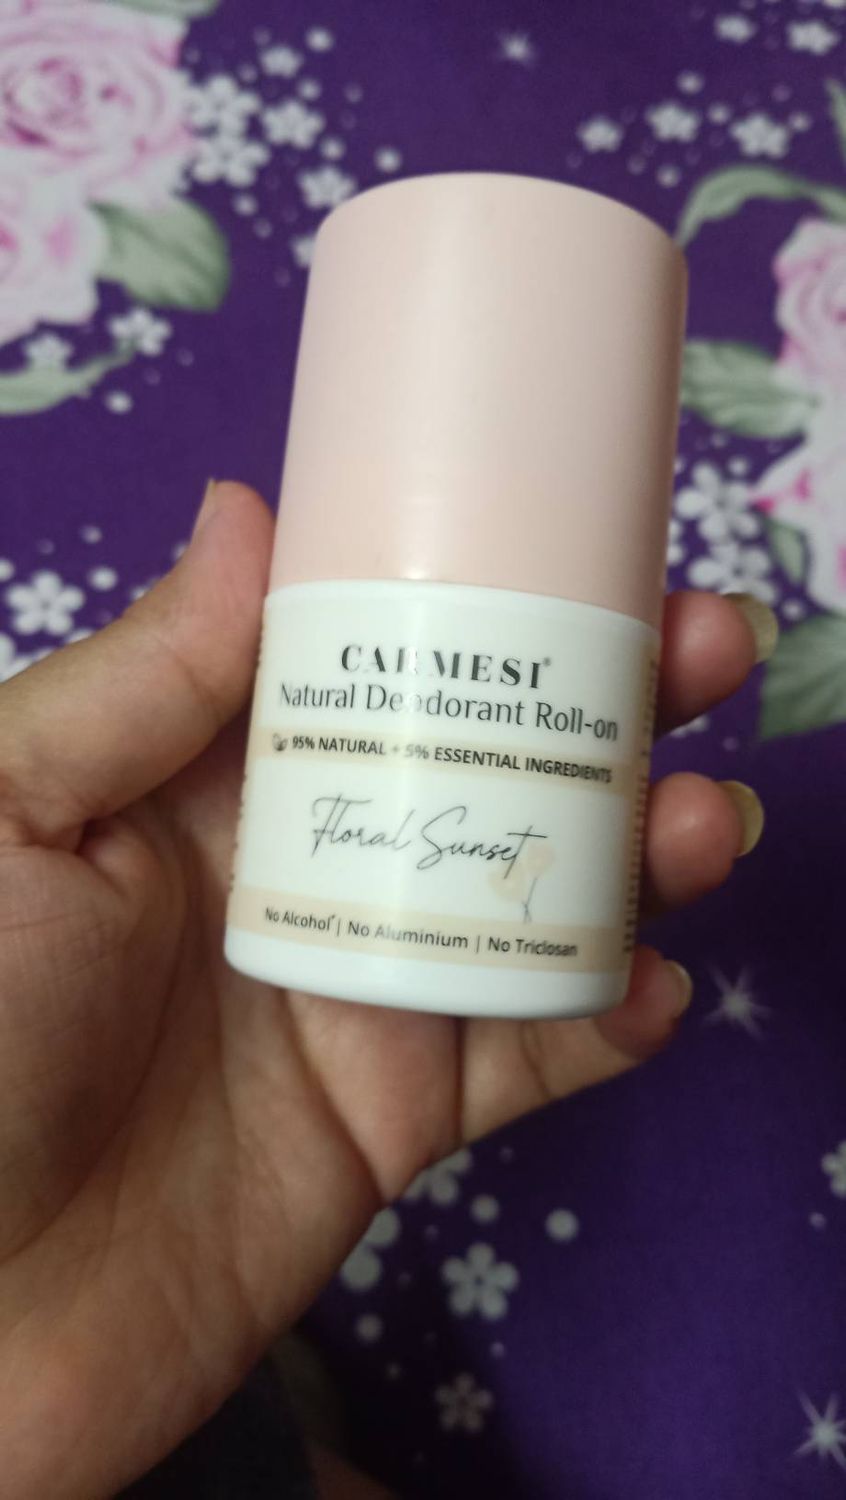 CARMESI®
Natural Deodorant Roll-on
95% NATURAL + 5% ESSENTIAL INGREDIENTS
Floral Sunset
No Alcohol* | No Aluminium | No Triclosan